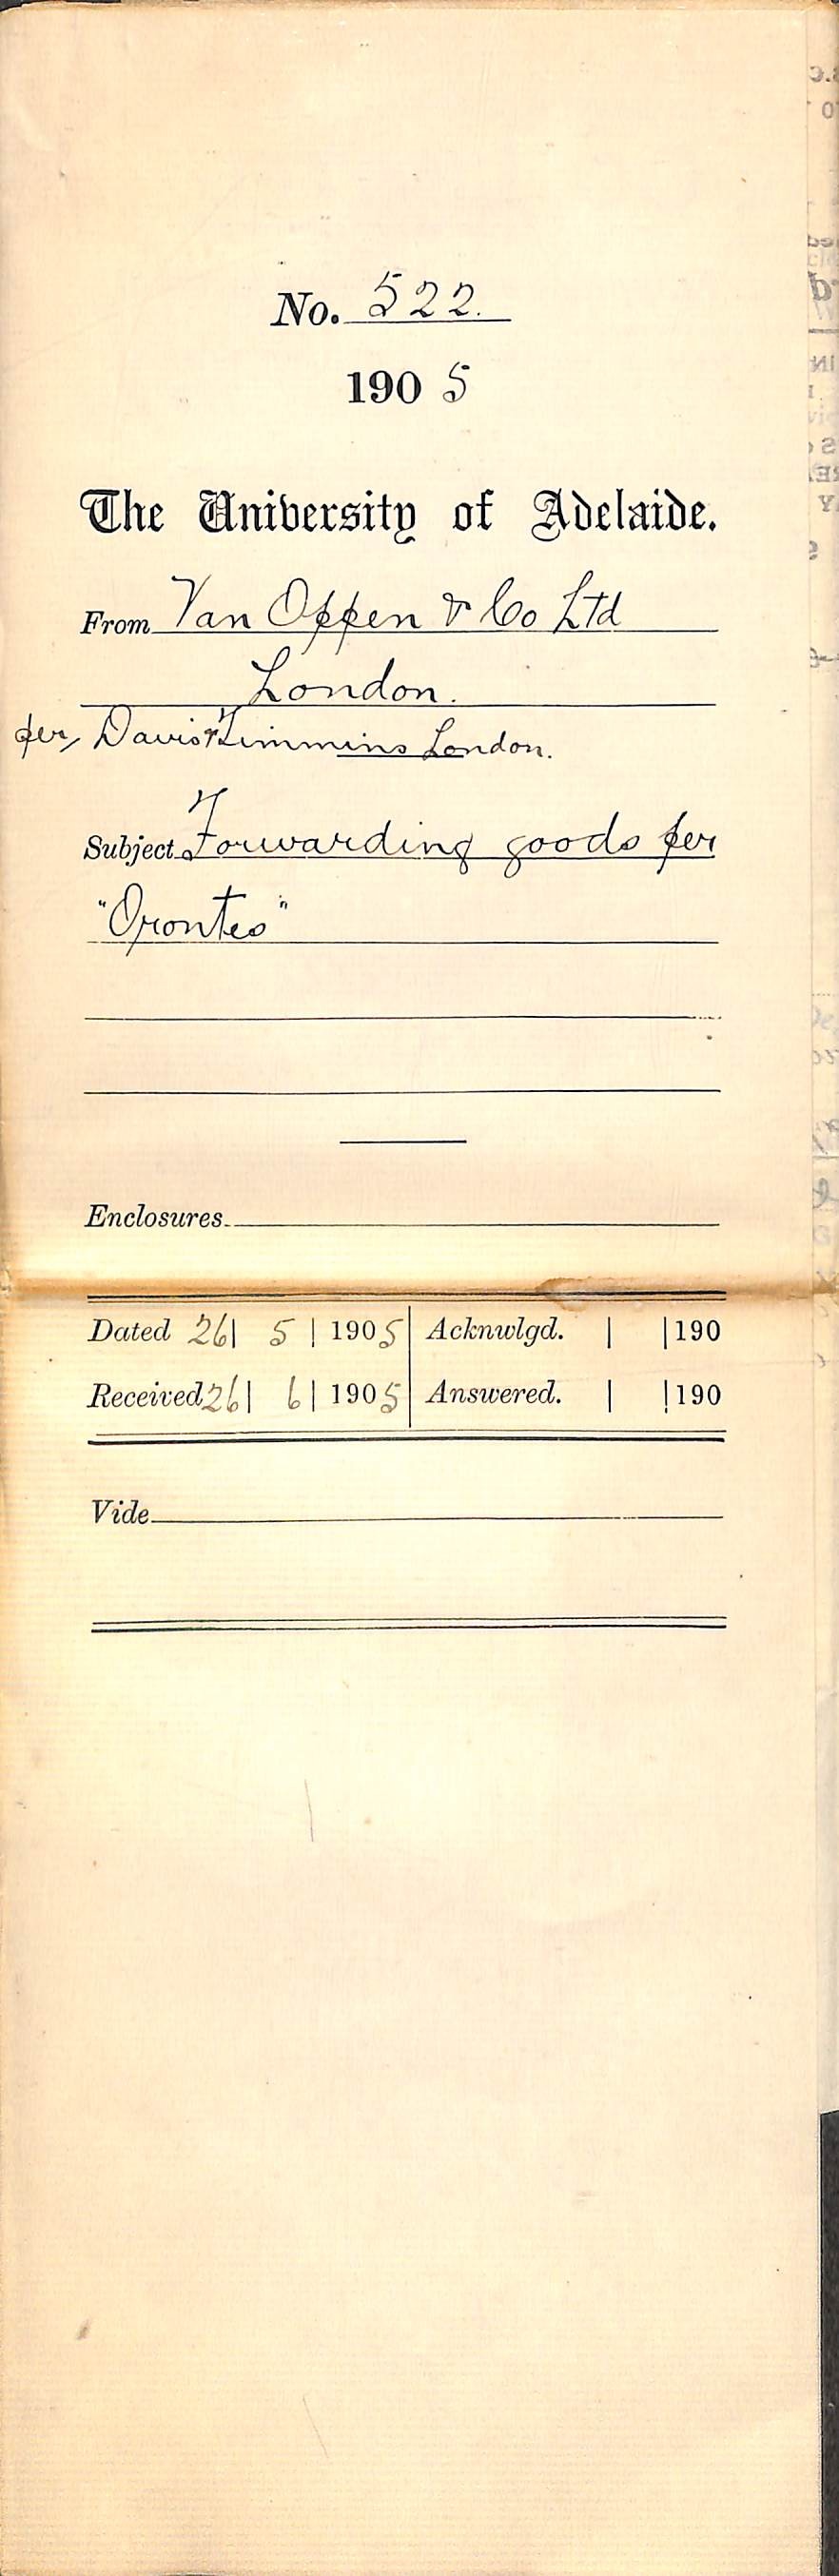 No. 522.
1905
The University of Adelaide.
From Van Oppen & Co Ltd
London.
per, Davis & Timmins London.
Subject Forwarding goods per
"Orontes"
Enclosures
Dated 26| 5 | 1905 Acknwlgd. | |190
Received 26| 6| 1905 Answered. | |190
Vide